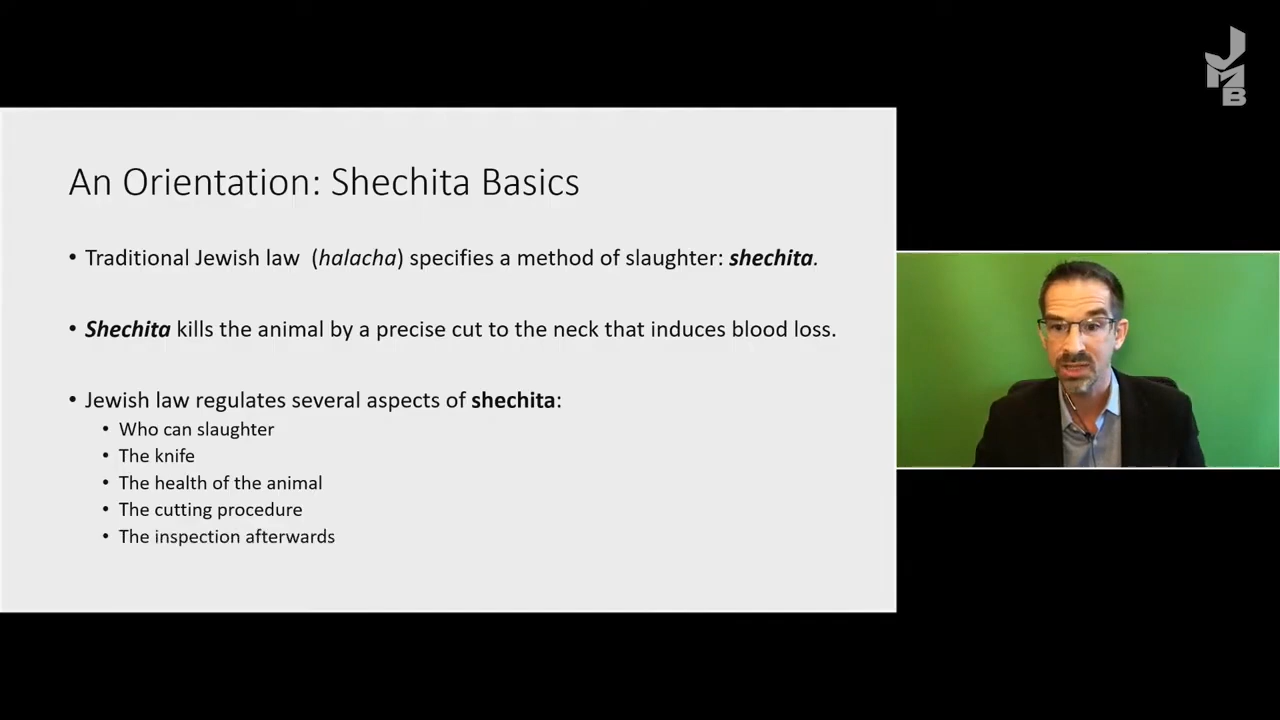 JMB
An Orientation: Shechita Basics
• Traditional Jewish law (halacha) specifies a method of slaughter: shechita.
• Shechita kills the animal by a precise cut to the neck that induces blood loss.
• Jewish law regulates several aspects of shechita:
• Who can slaughter
• The knife
• The health of the animal
• The cutting procedure
• The inspection afterwards